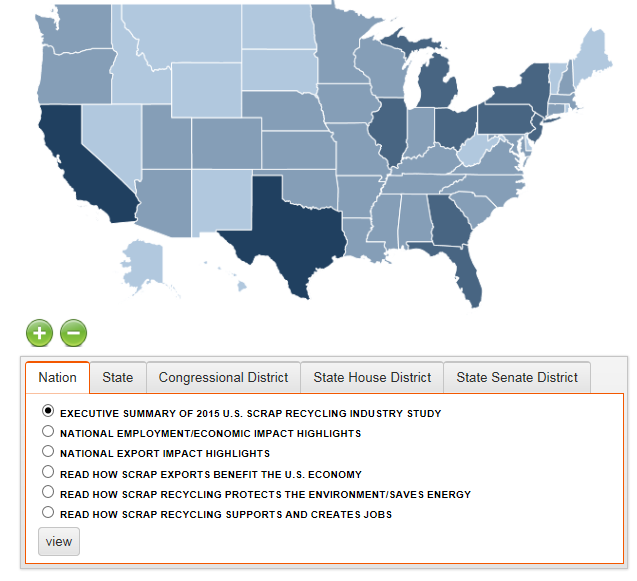 Nation
State
Congressional District
State House District
State Senate District
EXECUTIVE SUMMARY OF 2015 U.S. SCRAP RECYCLING INDUSTRY STUDY
NATIONAL EMPLOYMENT/ECONOMIC IMPACT HIGHLIGHTS
NATIONAL EXPORT IMPACT HIGHLIGHTS
READ HOW SCRAP EXPORTS BENEFIT THE U.S. ECONOMY
READ HOW SCRAP RECYCLING PROTECTS THE ENVIRONMENT/SAVES ENERGY
READ HOW SCRAP RECYCLING SUPPORTS AND CREATES JOBS
view